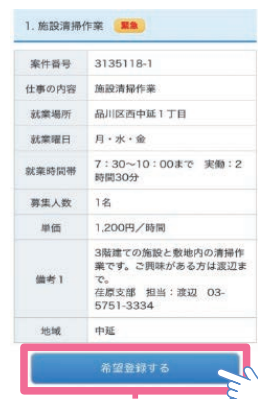 1. 施設清掃作業 緊急
案件番号 3135118-1
仕事の内容 施設清掃作業
就業場所 品川区西中延1丁目
就業曜日 月・水・金
就業時間帯 7:30〜10:00まで 実働:2
時間30分
募集人数 1名
単価 1,200円/時間
備考1 3階建ての施設と敷地内の清掃作
業です。ご興味がある方は渡辺ま
で。
荏原支部 担当:渡辺 03-
5751-3334
地域 中延
希望登録する